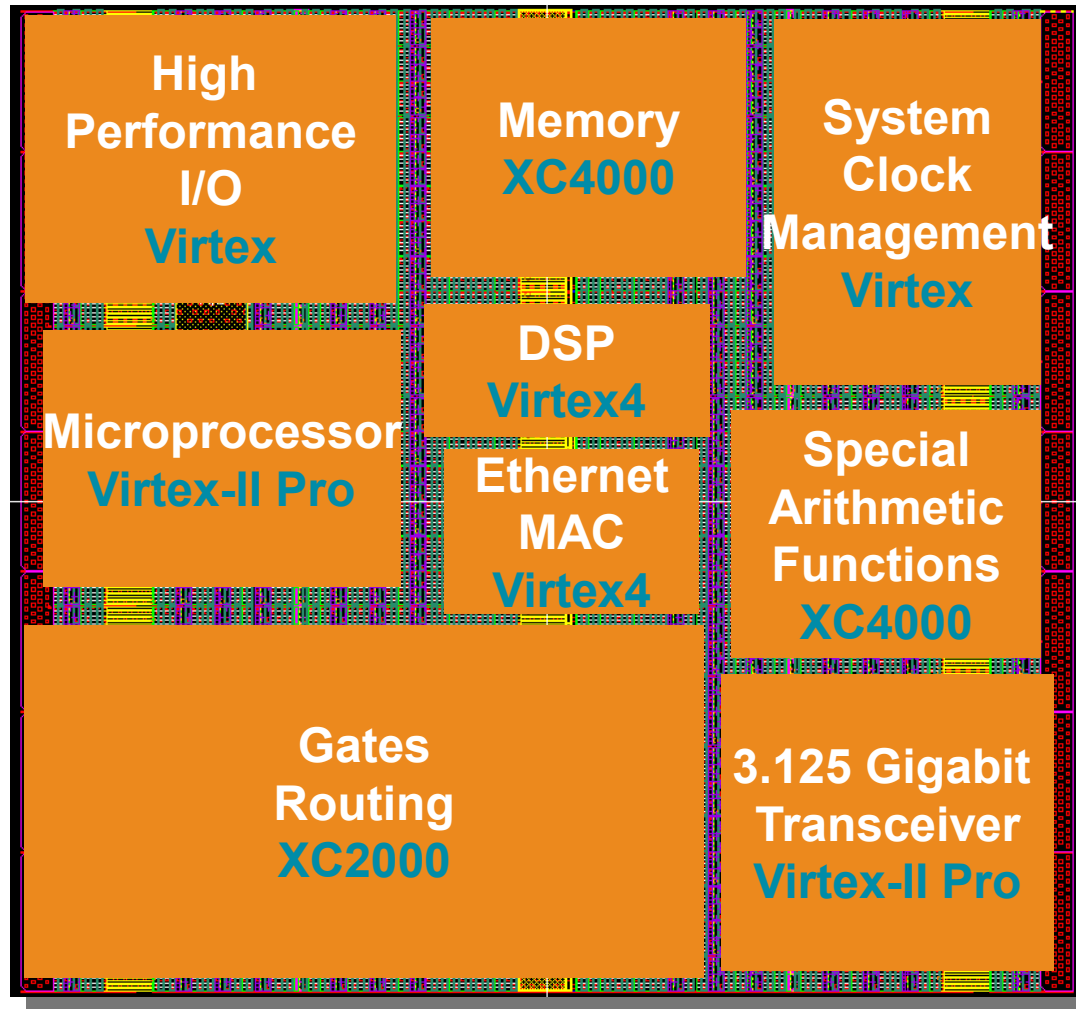 High
Performance
I/O
Virtex
Memory
XC4000
System
Clock
Management
Virtex
DSP
Virtex4
Microprocessor
Virtex-II Pro
Ethernet
MAC
Virtex4
Special
Arithmetic
Functions
XC4000
Gates
Routing
XC2000
3.125 Gigabit
Transceiver
Virtex-II Pro